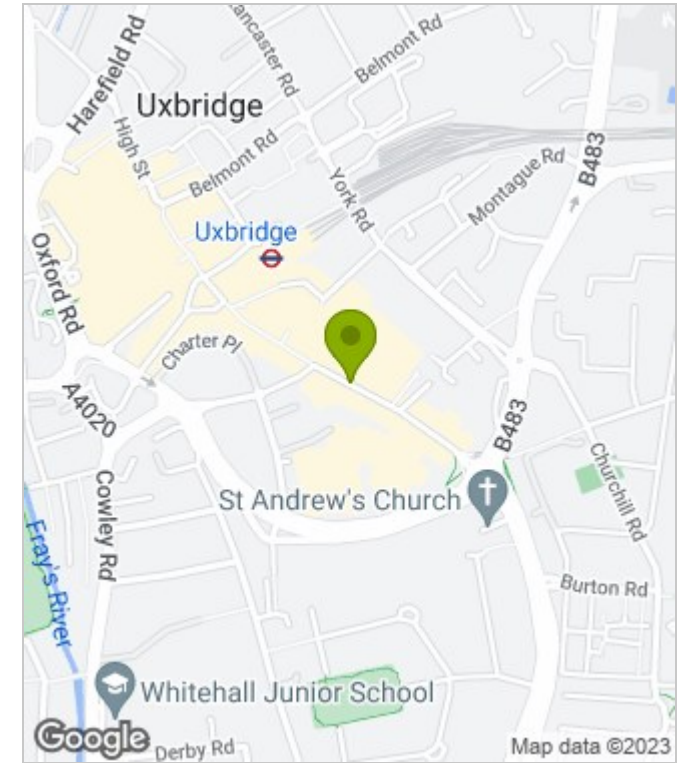 Harefield Rd
ancaster Rd
Belmont Rd
Uxbridge
High St
Belmont Rd
York Rd
Montague Rd
B483
Uxbridge
Oxford Rd
Charter Pl
A4020
B483
Cowley Rd
St Andrew's Church
Churchill Rd
Fray's River
Burton Rd
Whitehall Junior School
Google
Derby Rd
Map data ©2023